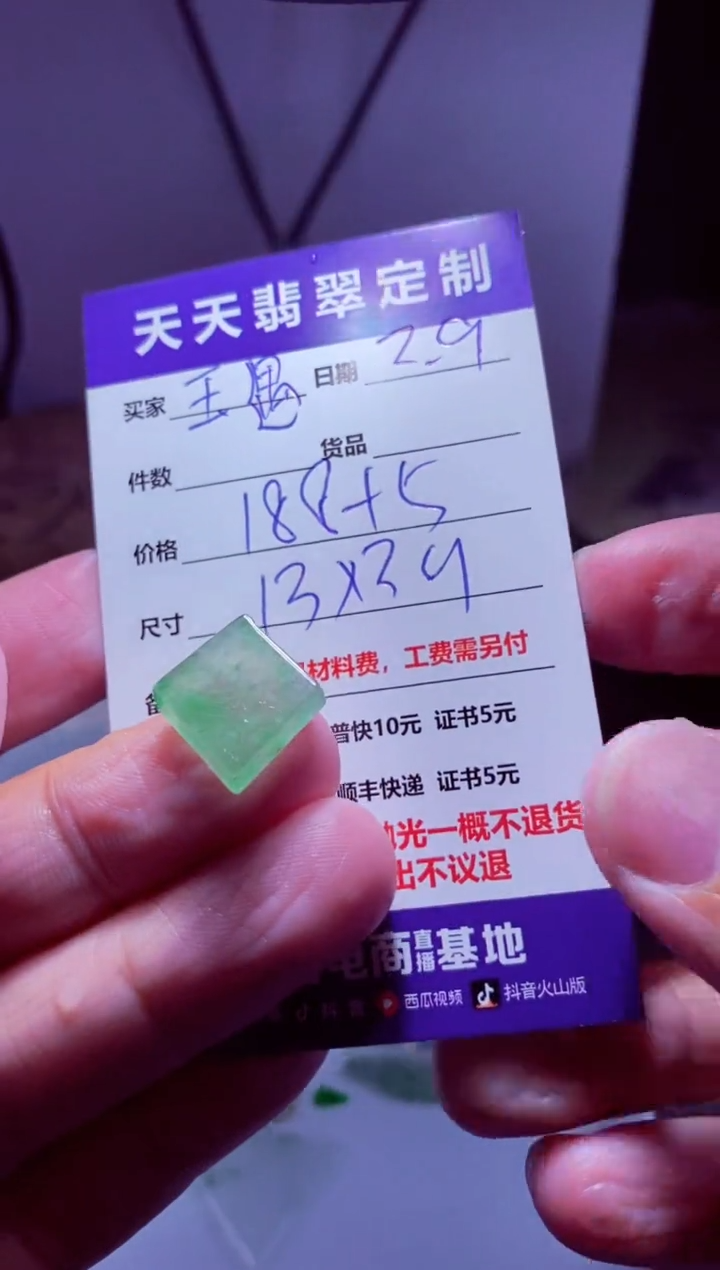 天天翡翠定制
买家 王 日期 2.9
件数 货品
价格 188+5
尺寸 13x3.9
材料费，工费需另付
普快10元 证书5元
顺丰快递 证书5元
抛光一概不退货
出不议退
电商直播基地
西瓜视频 抖音火山版